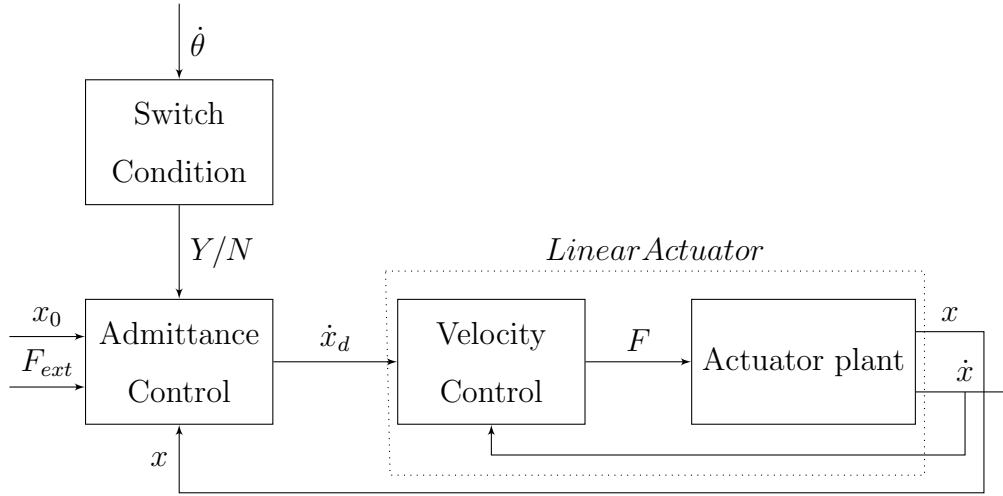 θ̇
Switch
Condition
Y/N
LinearActuator
x₀
F_ext
Admittance
Control
ẋ_d
Velocity
Control
F
Actuator plant
x
ẋ
x